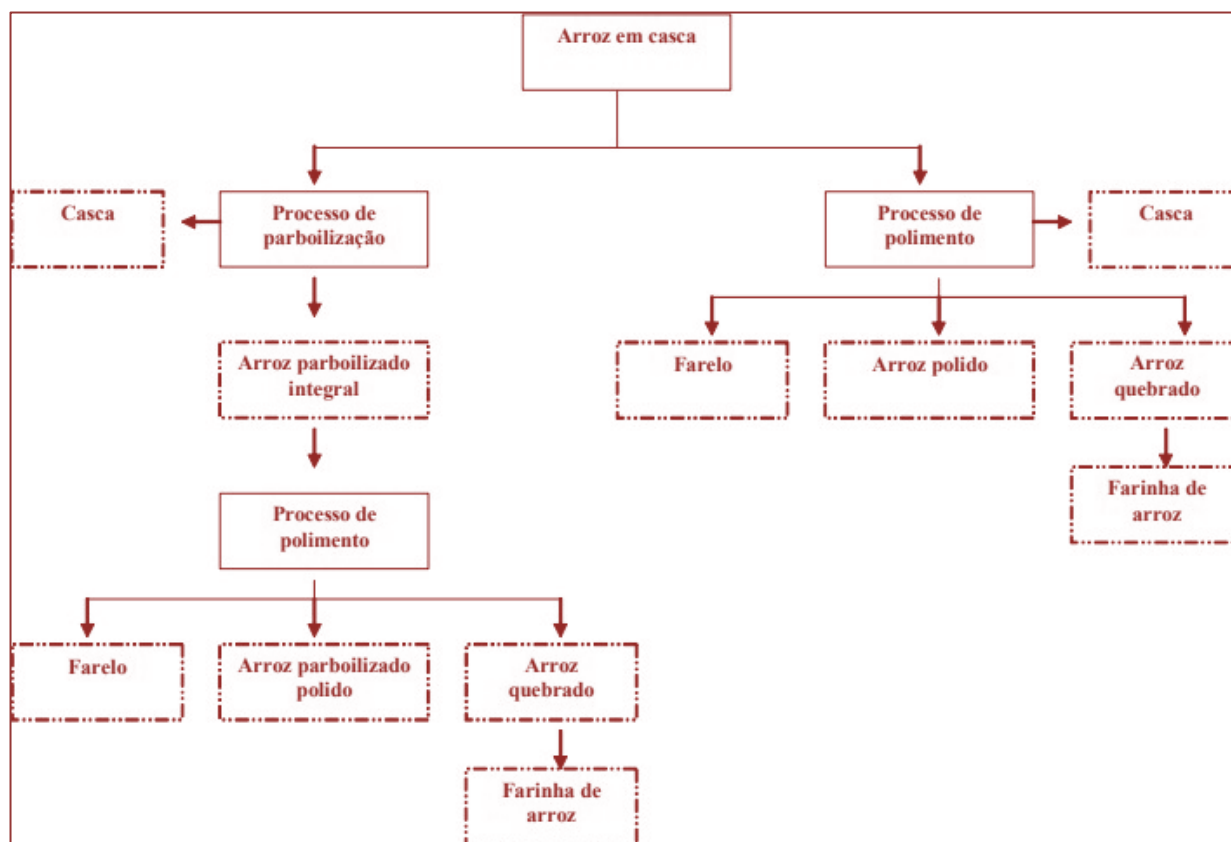 Arroz em casca
Casca
Processo de
parboilização
Processo de
polimento
Casca
Arroz parboilizado
integral
Farelo
Arroz polido
Arroz
quebrado
Processo de
polimento
Farinha de
arroz
Farelo
Arroz parboilizado
polido
Arroz
quebrado
Farinha de
arroz